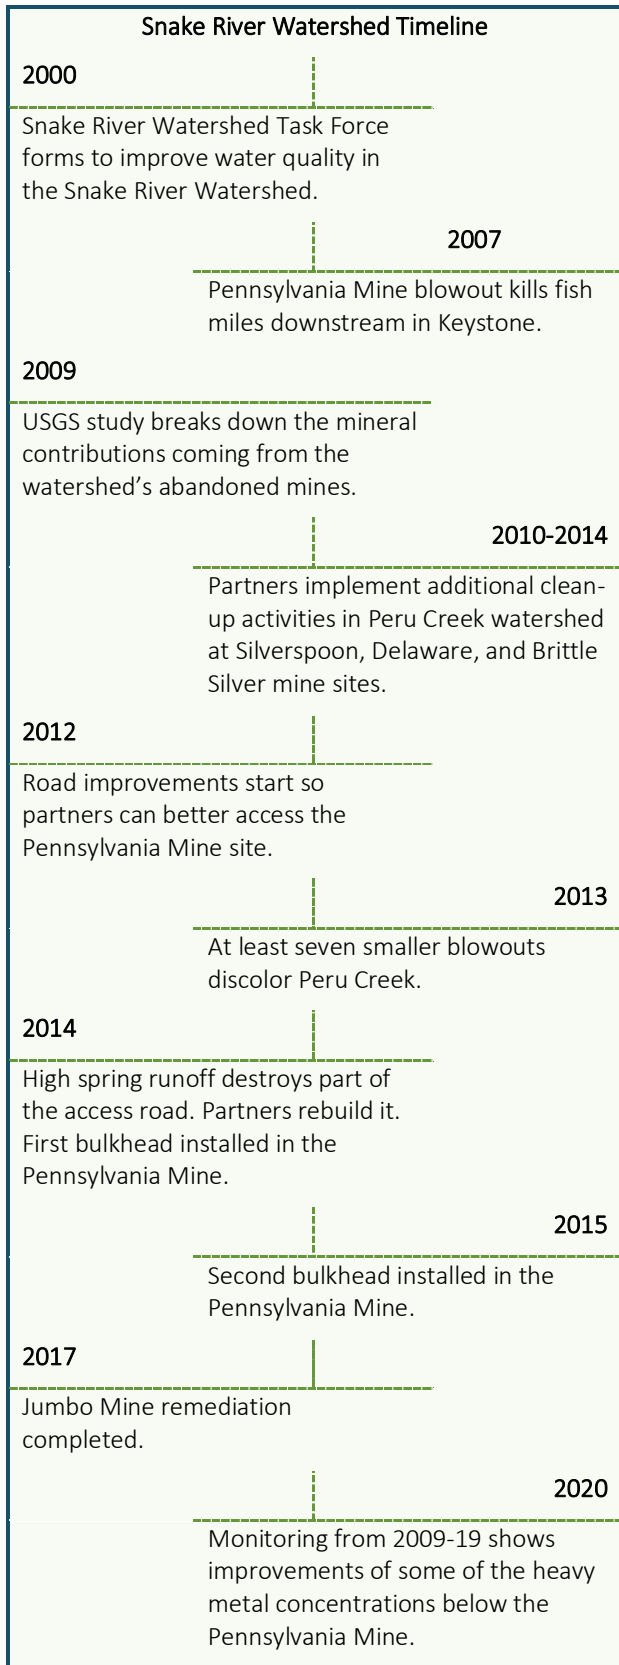 Snake River Watershed Timeline
2000
Snake River Watershed Task Force
forms to improve water quality in
the Snake River Watershed.
2007
Pennsylvania Mine blowout kills fish
miles downstream in Keystone.
2009
USGS study breaks down the mineral
contributions coming from the
watershed's abandoned mines.
2010-2014
Partners implement additional clean-
up activities in Peru Creek watershed
at Silverspoon, Delaware, and Brittle
Silver mine sites.
2012
Road improvements start so
partners can better access the
Pennsylvania Mine site.
2013
At least seven smaller blowouts
discolor Peru Creek.
2014
High spring runoff destroys part of
the access road. Partners rebuild it.
First bulkhead installed in the
Pennsylvania Mine.
2015
Second bulkhead installed in the
Pennsylvania Mine.
2017
Jumbo Mine remediation
completed.
2020
Monitoring from 2009-19 shows
improvements of some of the heavy
metal concentrations below the
Pennsylvania Mine.